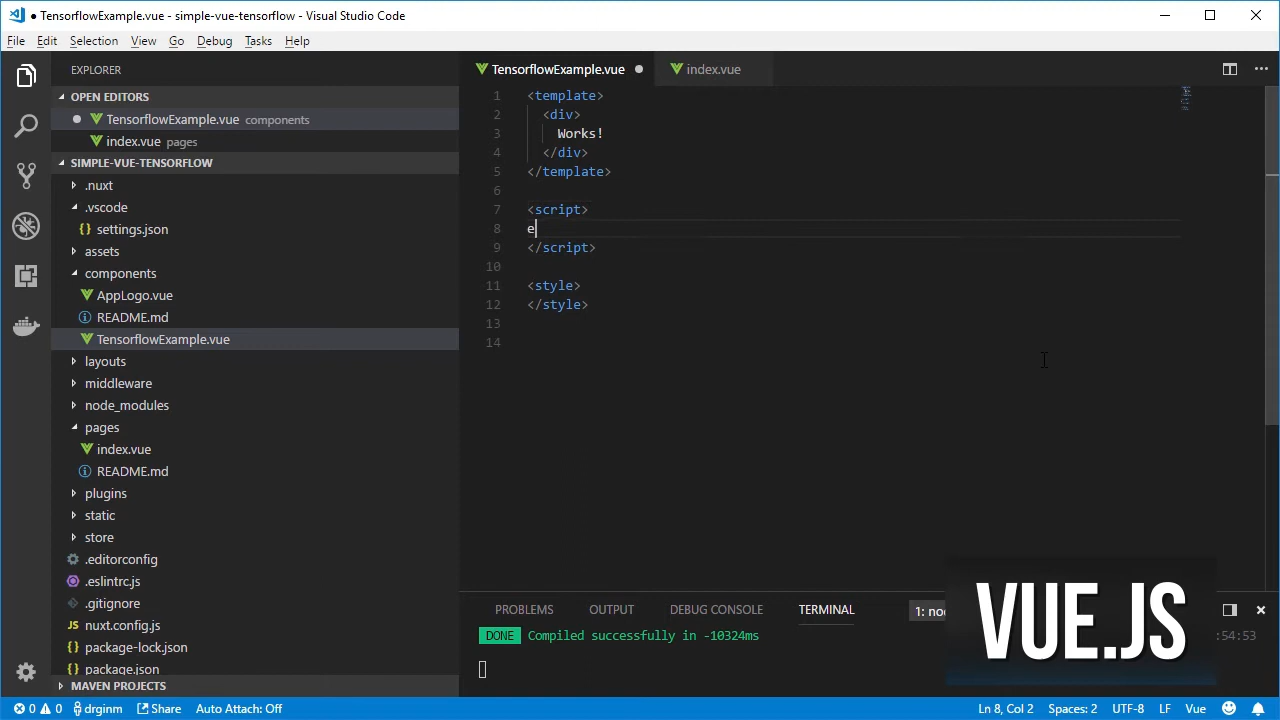 TensorflowExample.vue - simple-vue-tensorflow - Visual Studio Code
File Edit Selection View Go Debug Tasks Help
EXPLORER
OPEN EDITORS
TensorflowExample.vue components
index.vue pages
SIMPLE-VUE-TENSORFLOW
.nuxt
.vscode
{} settings.json
assets
components
AppLogo.vue
README.md
TensorflowExample.vue
layouts
middleware
node_modules
pages
index.vue
README.md
plugins
static
store
.editorconfig
.eslintrc.js
.gitignore
JS nuxt.config.js
{} package-lock.json
{} package.json
MAVEN PROJECTS
TensorflowExample.vue index.vue
1 <template>
2 <div>
3 Works!
4 </div>
5 </template>
6
7 <script>
8 e
9 </script>
10
11 <style>
12 </style>
13
14
PROBLEMS OUTPUT DEBUG CONSOLE TERMINAL 1: no
DONE Compiled successfully in -10324ms :54:53
VUE.JS
0 0 drginm Share Auto Attach: Off Ln 8, Col 2 Spaces: 2 UTF-8 LF Vue